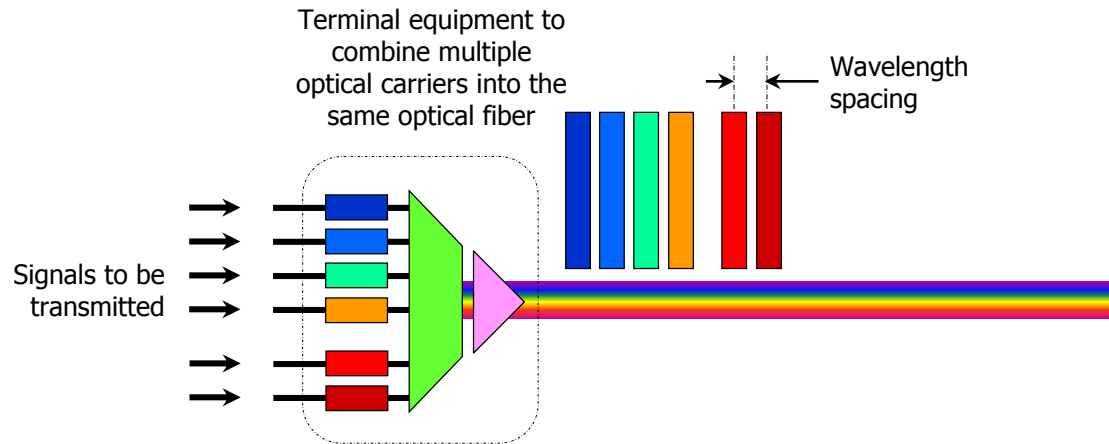 Terminal equipment to
combine multiple
optical carriers into the
same optical fiber
Wavelength
spacing
Signals to be
transmitted